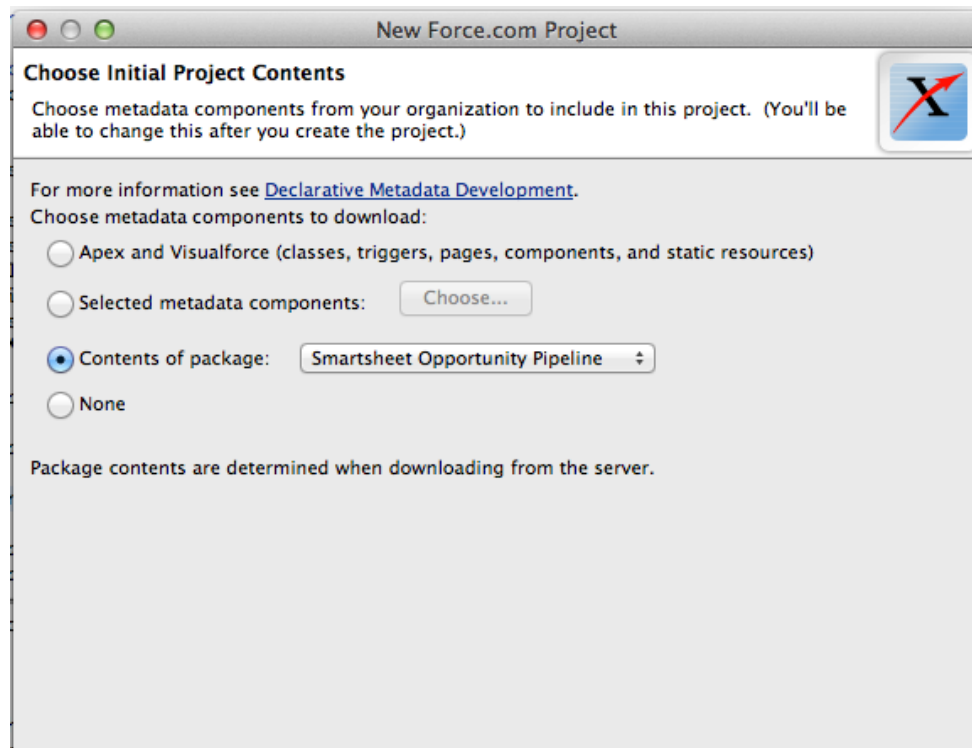 New Force.com Project
Choose Initial Project Contents
Choose metadata components from your organization to include in this project. (You'll be
able to change this after you create the project.)
X
For more information see Declarative Metadata Development.
Choose metadata components to download:
Apex and Visualforce (classes, triggers, pages, components, and static resources)
Selected metadata components: Choose...
Contents of package: Smartsheet Opportunity Pipeline
None
Package contents are determined when downloading from the server.